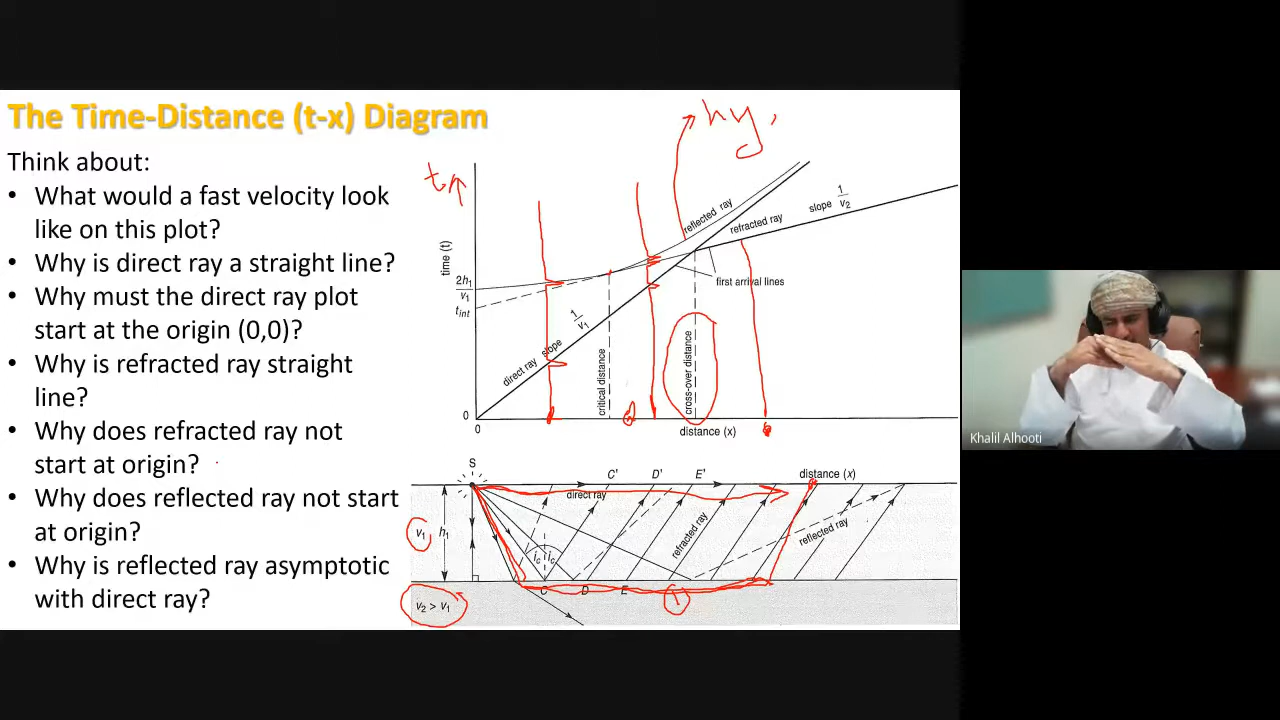 The Time-Distance (t-x) Diagram
Think about:
• What would a fast velocity look
like on this plot?
• Why is direct ray a straight line?
• Why must the direct ray plot
start at the origin (0,0)?
• Why is refracted ray straight
line?
• Why does refracted ray not
start at origin?
• Why does reflected ray not start
at origin?
• Why is reflected ray asymptotic
with direct ray?
hy
t
time (t)
2h₁
v₁
t_int
0
0
direct ray slope 1/v₁
critical distance
cross-over distance
reflected ray
refracted ray slope 1/v₂
first arrival lines
distance (x)
S
C' D' E' distance (x)
direct ray
v₁ h₁
i_c i_c
refracted ray
reflected ray
C D E 1
v₂ > v₁
Khalil Alhooti